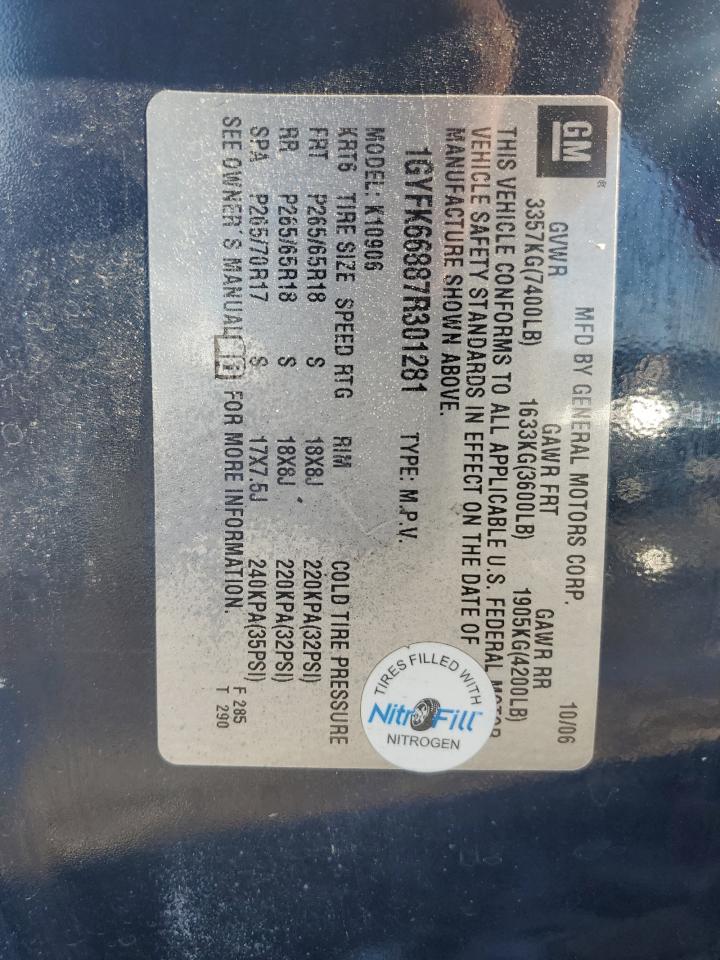 GM
®
MFD BY GENERAL MOTORS CORP. 10/06
GVWR GAWR FRT GAWR RR
3357KG(7400LB) 1633KG(3600LB) 1905KG(4200LB)
THIS VEHICLE CONFORMS TO ALL APPLICABLE U.S. FEDERAL MOTOR
VEHICLE SAFETY STANDARDS IN EFFECT ON THE DATE OF
MANUFACTURE SHOWN ABOVE.
1GYFK66887R301281 TYPE: M.P.V.
MODEL: K10906
KRT6 TIRE SIZE SPEED RTG RIM COLD TIRE PRESSURE
FRT P265/65R18 S 18X8J 220KPA(32PSI)
RR P265/65R18 S 18X8J 220KPA(32PSI)
SPA P265/70R17 S 17X7.5J 240KPA(35PSI)
SEE OWNER'S MANUAL FOR MORE INFORMATION.
F 285
T 290
TIRES FILLED WITH
NitroFill
NITROGEN